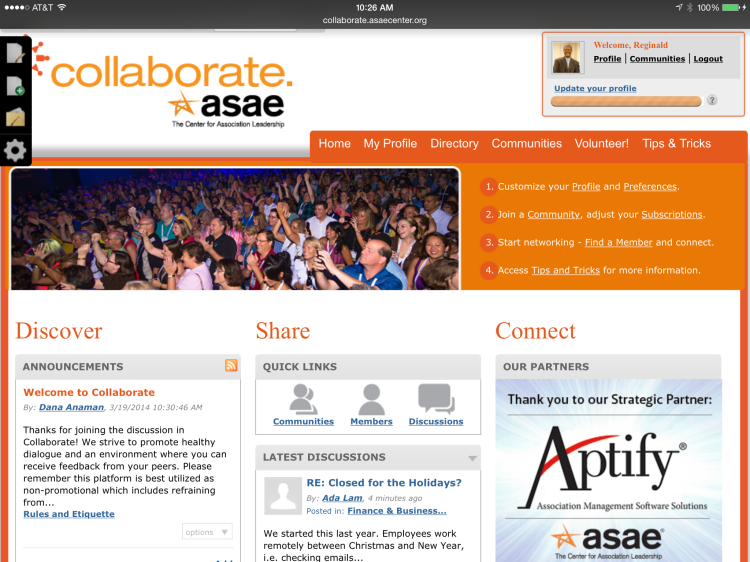 AT&T
10:26 AM
100%
collaborate.asaecenter.org
collaborate.
asae
The Center for Association Leadership
Welcome, Reginald
Profile | Communities | Logout
Update your profile
?
Home My Profile Directory Communities Volunteer! Tips & Tricks
1. Customize your Profile and Preferences.
2. Join a Community, adjust your Subscriptions.
3. Start networking - Find a Member and connect.
4. Access Tips and Tricks for more information.
Discover
ANNOUNCEMENTS
Welcome to Collaborate
By: Dana Anaman, 3/19/2014 10:30:46 AM
Thanks for joining the discussion in
Collaborate! We strive to promote healthy
dialogue and an environment where you can
receive feedback from your peers. Please
remember this platform is best utilized as
non-promotional which includes refraining
from...
Rules and Etiquette
options
Share
QUICK LINKS
Communities Members Discussions
LATEST DISCUSSIONS
RE: Closed for the Holidays?
By: Ada Lam, 4 minutes ago
Posted in: Finance & Business...
We started this last year. Employees work
remotely between Christmas and New Year,
i.e. checking emails...
Connect
OUR PARTNERS
Thank you to our Strategic Partner:
Aptify®
Association Management Software Solutions
asae®
The Center for Association Leadership